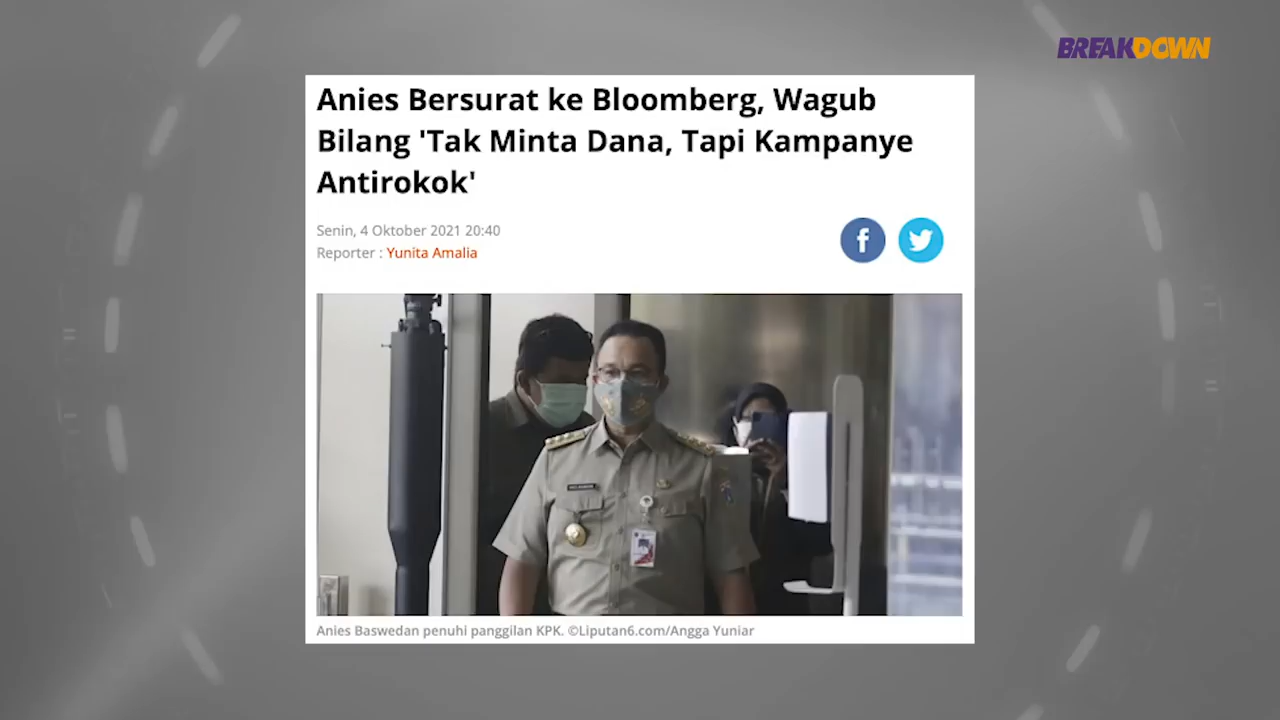 BREAKDOWN
Anies Bersurat ke Bloomberg, Wagub
Bilang 'Tak Minta Dana, Tapi Kampanye
Antirokok'
Senin, 4 Oktober 2021 20:40
Reporter : Yunita Amalia
Anies Baswedan penuhi panggilan KPK. ©Liputan6.com/Angga Yuniar